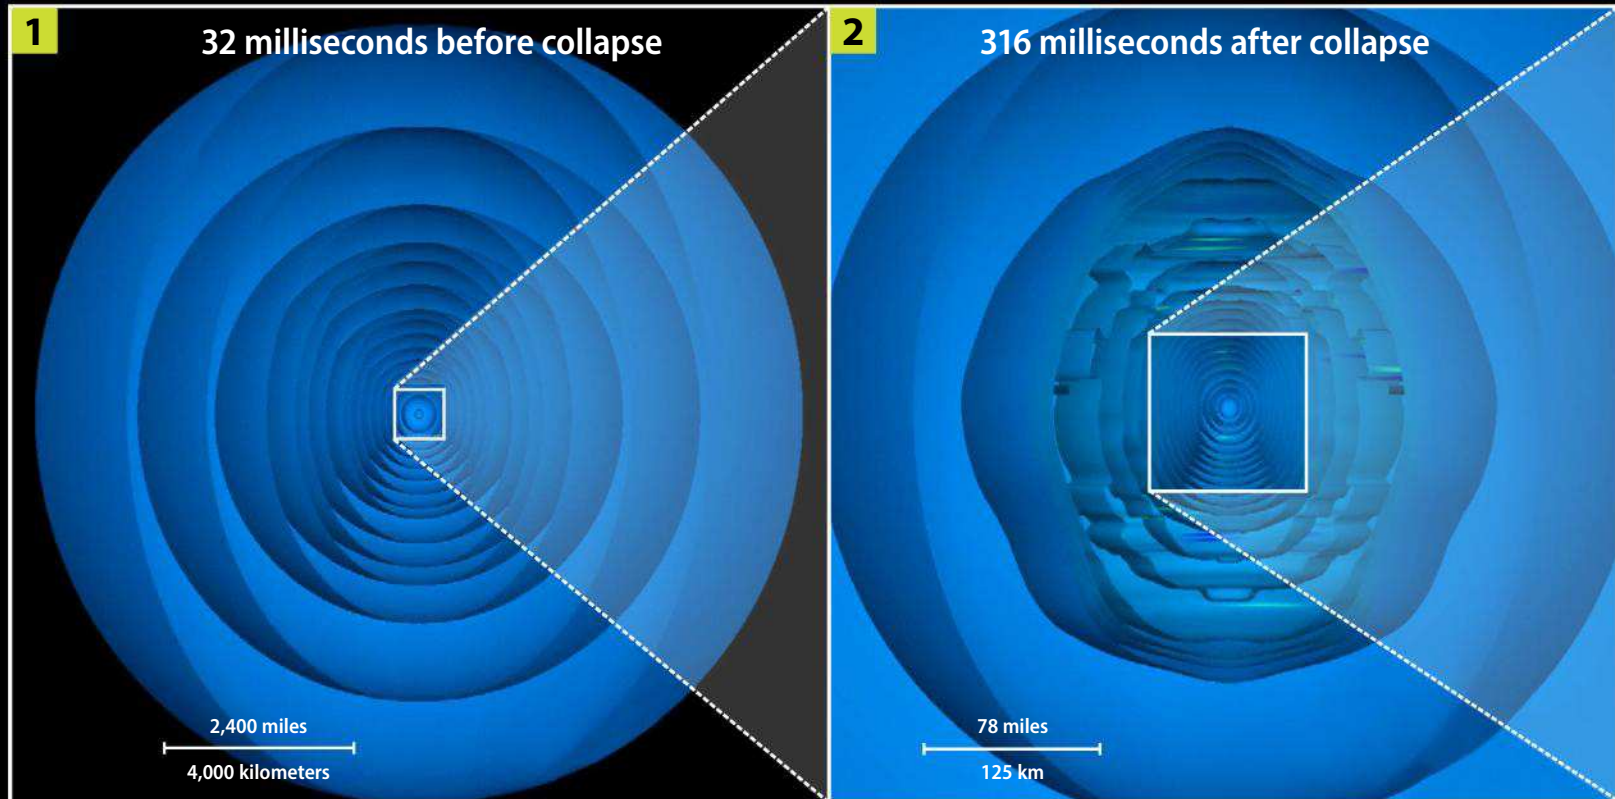 1
32 milliseconds before collapse
2,400 miles
4,000 kilometers
2
316 milliseconds after collapse
78 miles
125 km